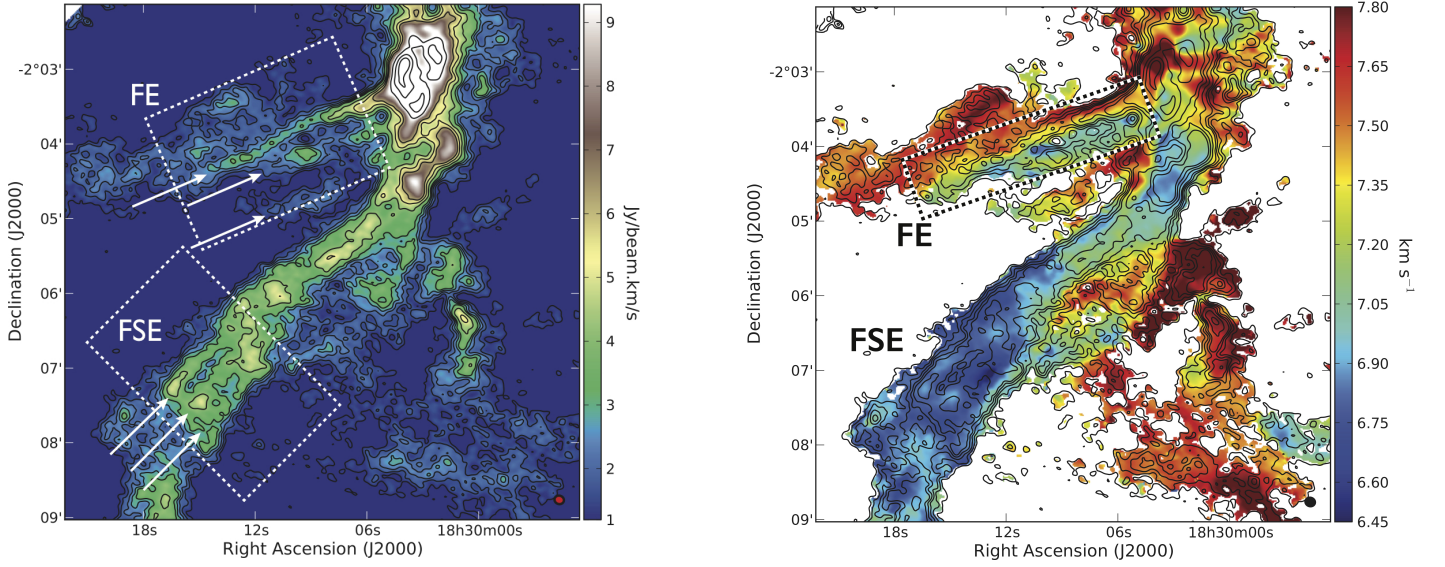 FE
FSE
-2°03'
04'
05'
06'
07'
08'
09'
Declination (J2000)
18s
12s
06s
18h30m00s
Right Ascension (J2000)
9
8
7
6
5
4
3
2
1
Jy/beam.km/s
FE
FSE
-2°03'
04'
05'
06'
07'
08'
09'
Declination (J2000)
18s
12s
06s
18h30m00s
Right Ascension (J2000)
7.80
7.65
7.50
7.35
7.20
7.05
6.90
6.75
6.60
6.45
km s⁻¹